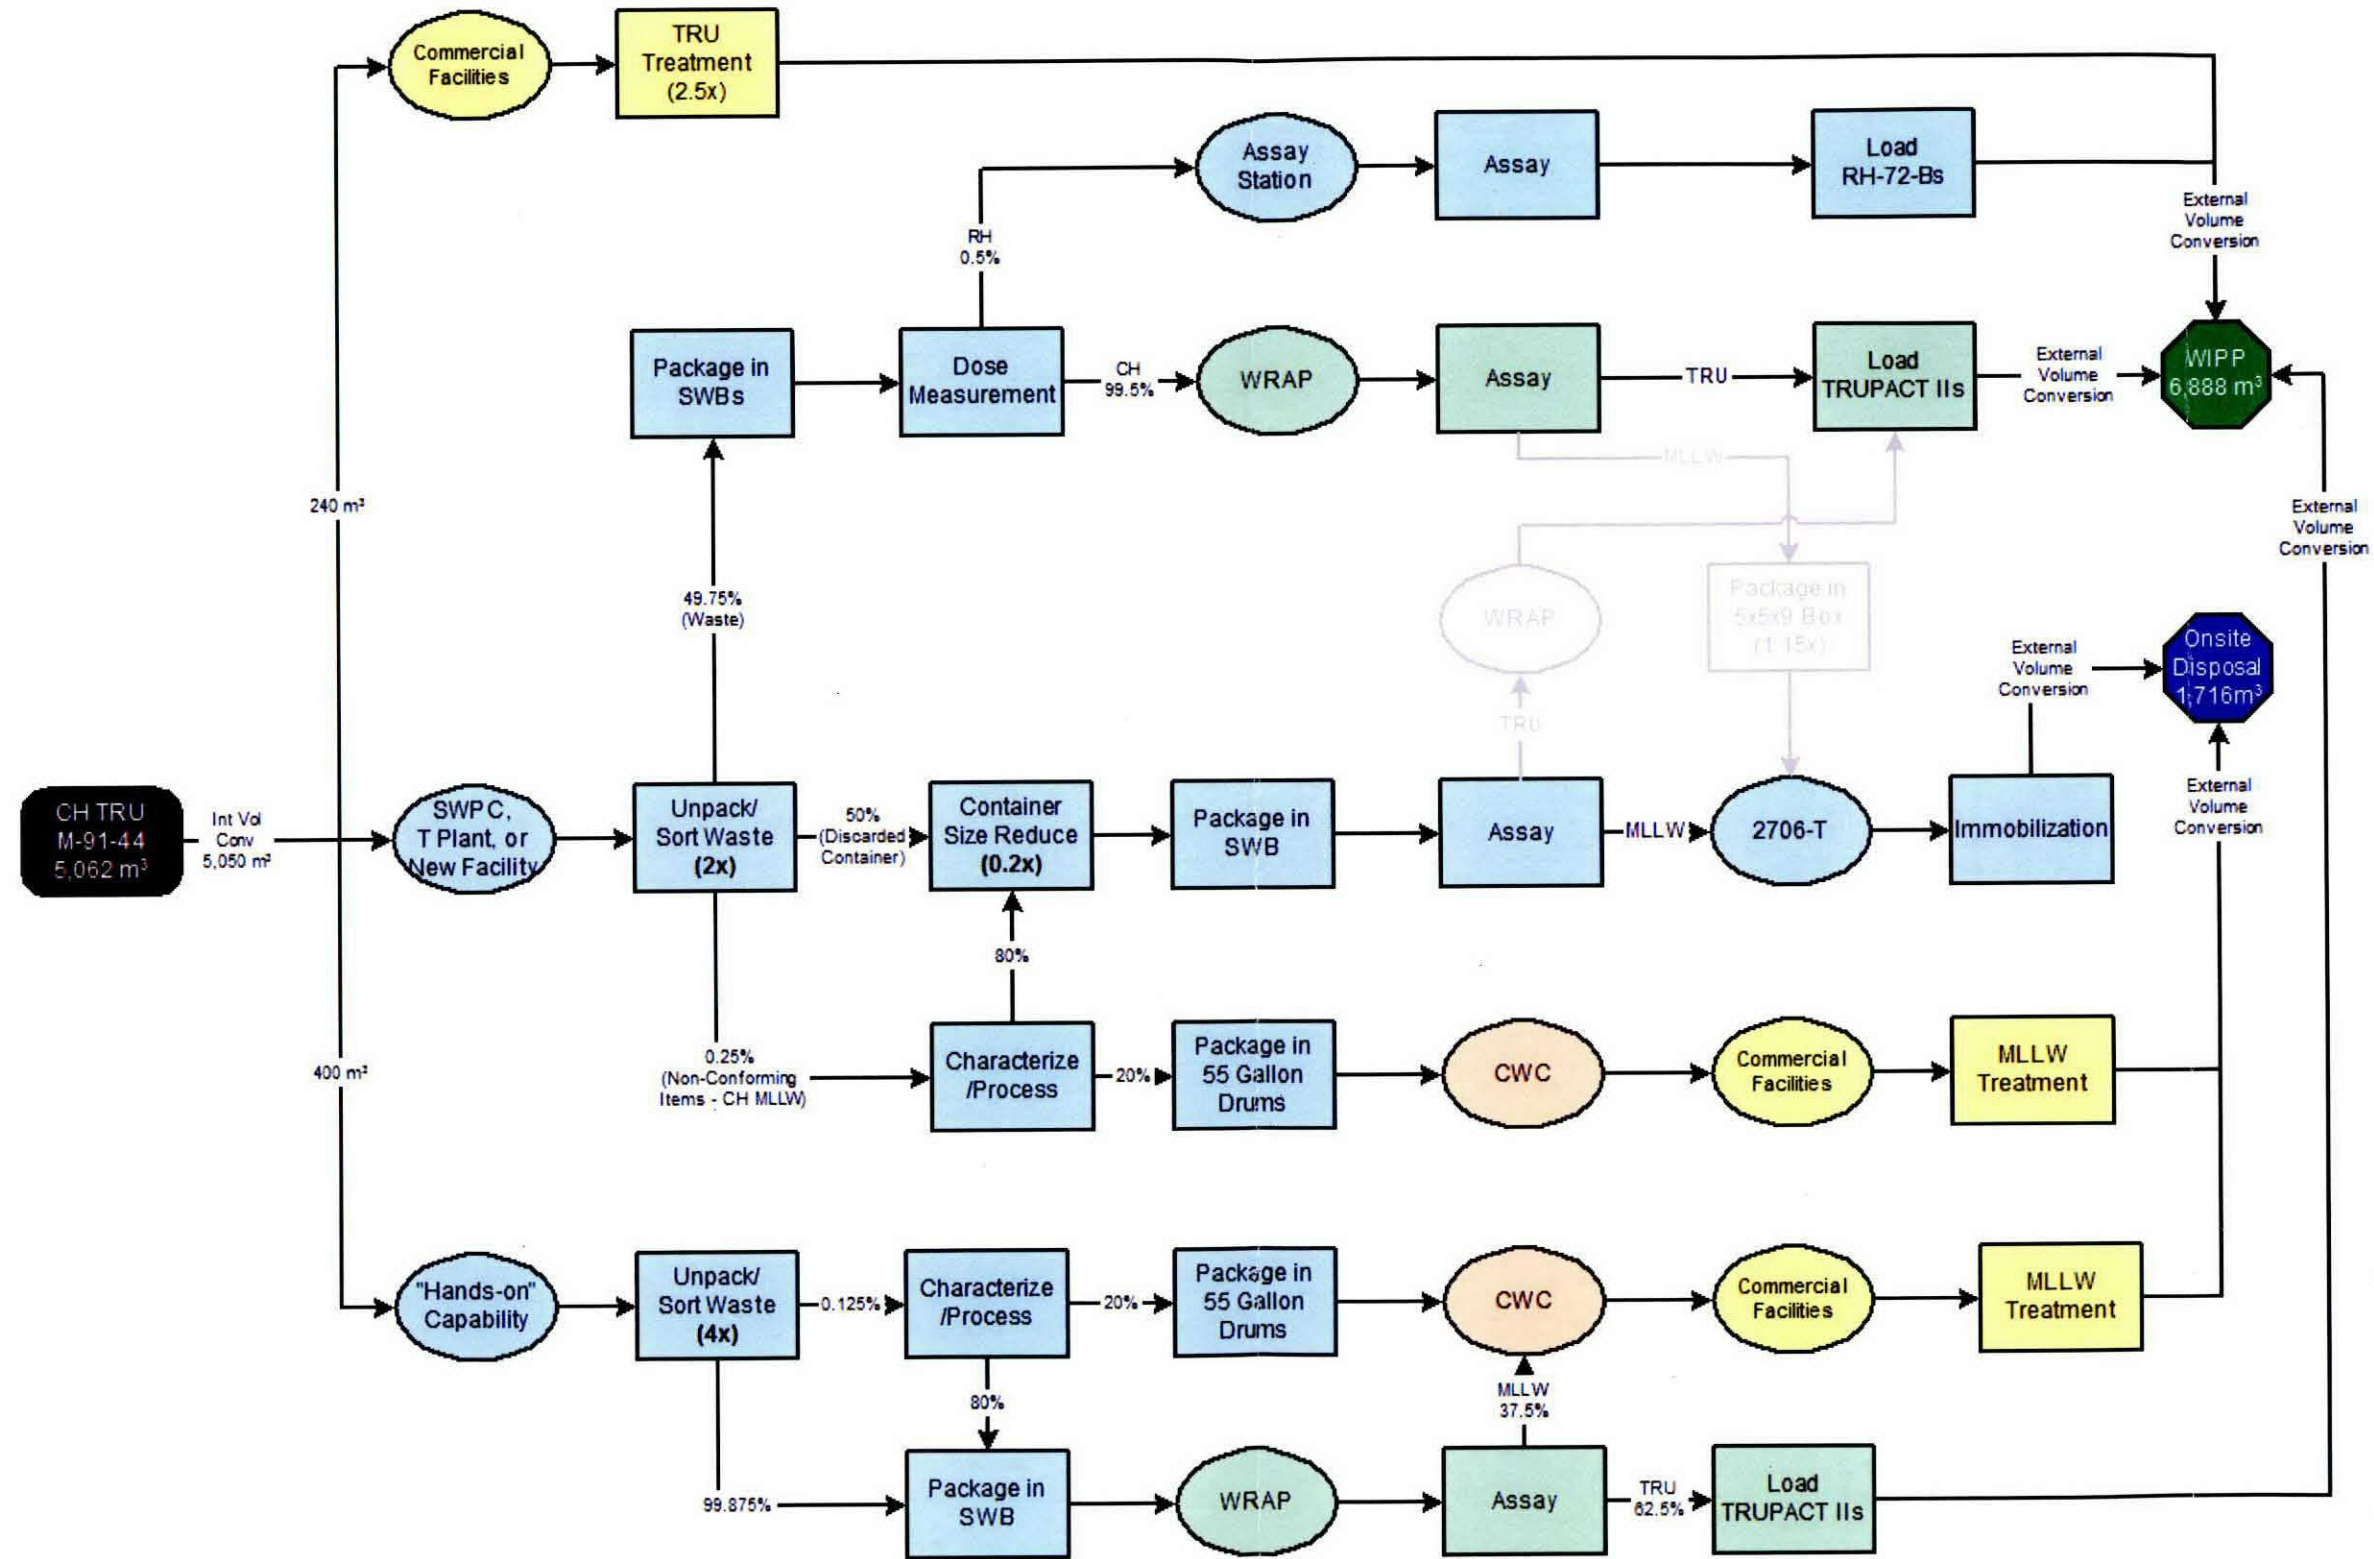 Commercial
Facilities
TRU
Treatment
(2.5x)
Assay
Station
Assay
Load
RH-72-Bs
External
Volume
Conversion
RH
0.5%
Package in
SWBs
Dose
Measurement
CH
99.5%
WRAP
Assay
TRU
Load
TRUPACT IIs
External
Volume
Conversion
WIPP
6,888 m³
MLLW
240 m³
External
Volume
Conversion
49.75%
(Waste)
WRAP
Package in
5x5x9 Box
(1.15x)
TRU
External
Volume
Conversion
Onsite
Disposal
1,716m³
CH TRU
M-91-44
5,062 m³
Int Vol
Conv
5,050 m³
SWPC,
T Plant, or
New Facility
Unpack/
Sort Waste
(2x)
50%
(Discarded
Container)
Container
Size Reduce
(0.2x)
Package in
SWB
Assay
MLLW
2706-T
Immobilization
External
Volume
Conversion
80%
400 m³
0.25%
(Non-Conforming
Items - CH MLLW)
Characterize
/Process
20%
Package in
55 Gallon
Drums
CWC
Commercial
Facilities
MLLW
Treatment
"Hands-on"
Capability
Unpack/
Sort Waste
(4x)
0.125%
Characterize
/Process
20%
Package in
55 Gallon
Drums
CWC
Commercial
Facilities
MLLW
Treatment
80%
MLLW
37.5%
99.875%
Package in
SWB
WRAP
Assay
TRU
62.5%
Load
TRUPACT IIs